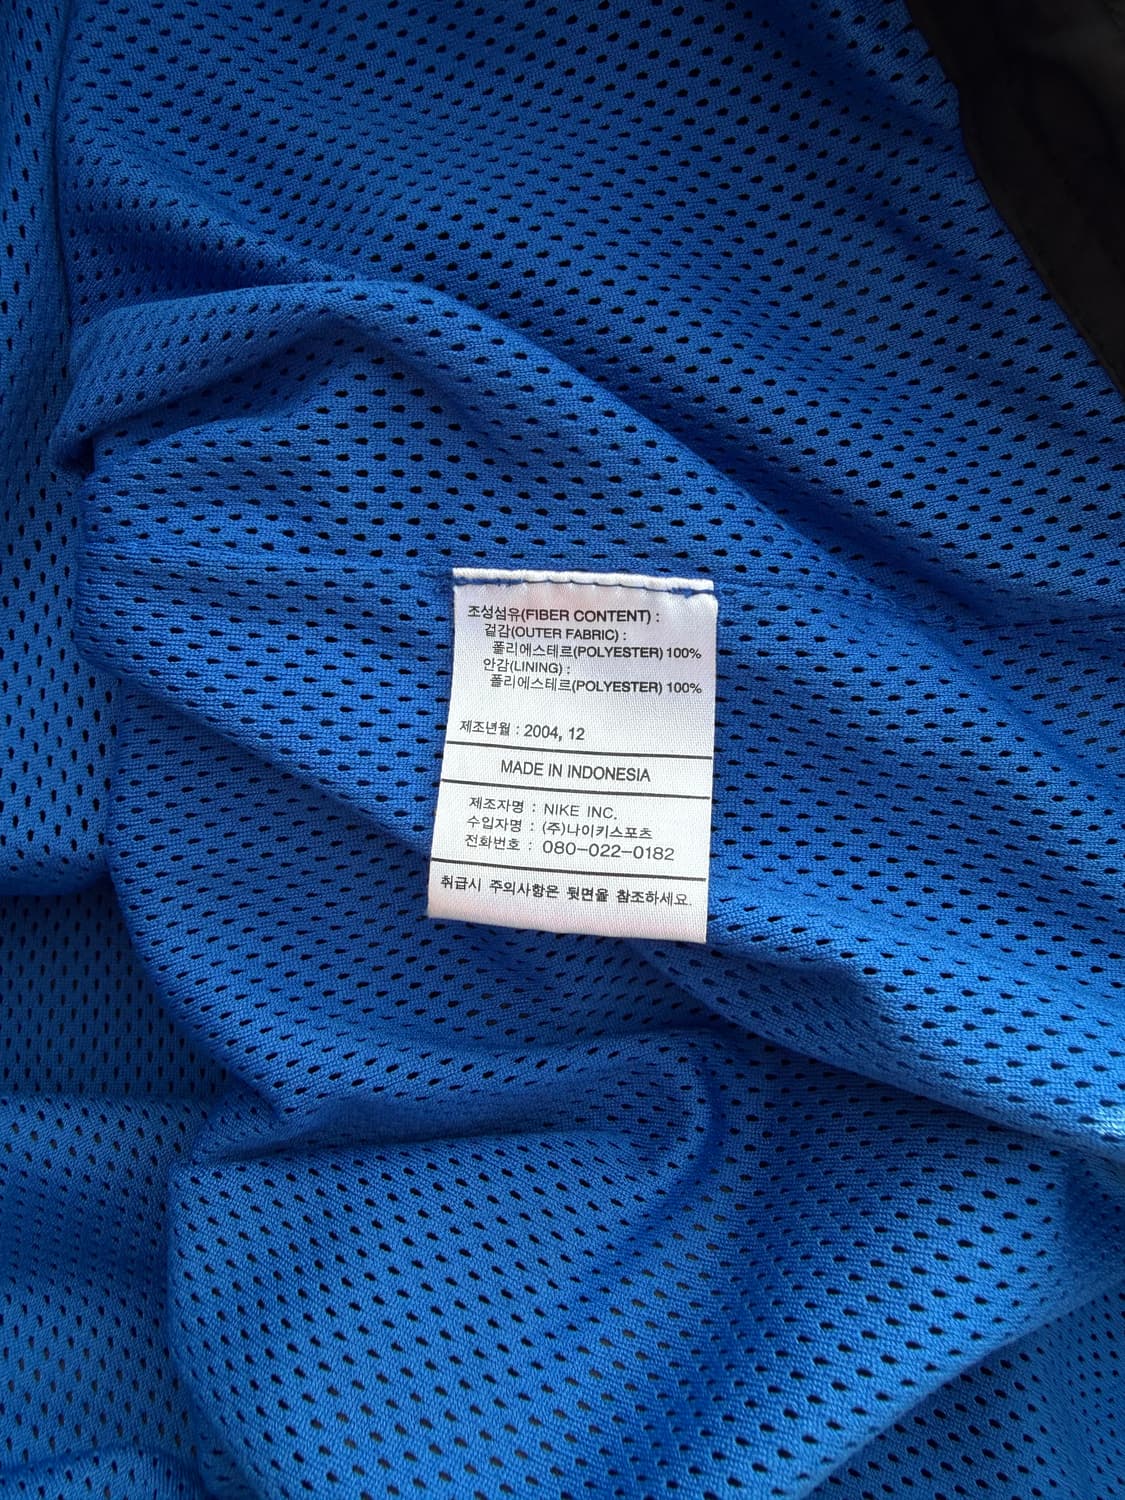 조성섬유(FIBER CONTENT) :
겉감(OUTER FABRIC) :
폴리에스테르(POLYESTER) 100%
안감(LINING) :
폴리에스테르(POLYESTER) 100%
제조년월 : 2004, 12
MADE IN INDONESIA
제조자명 : NIKE INC.
수입자명 : (주)나이키스포츠
전화번호 : 080-022-0182
취급시 주의사항은 뒷면을 참조하세요.